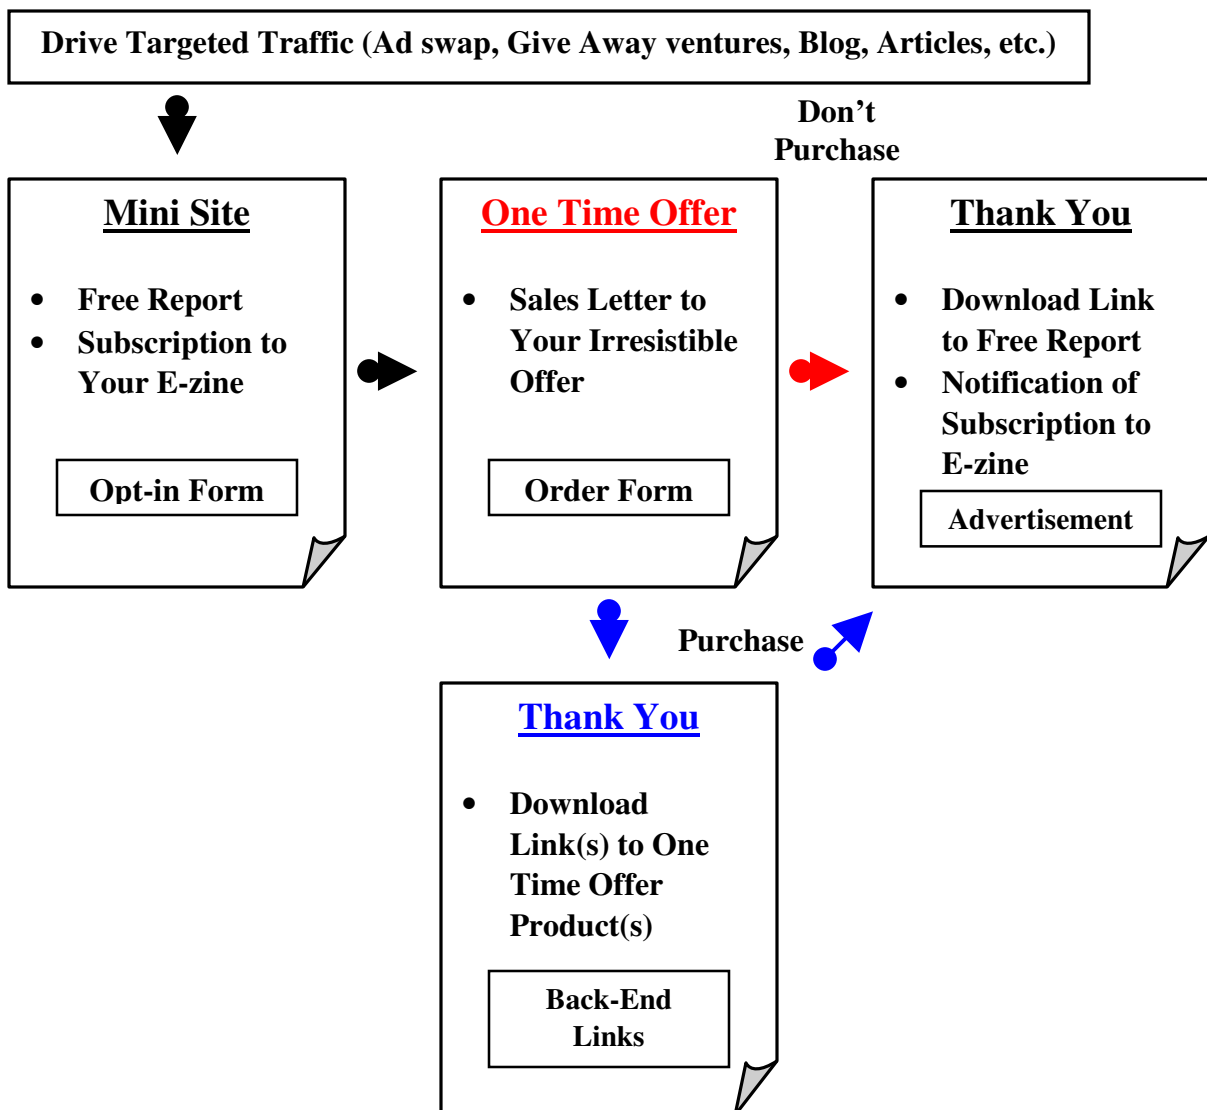 Drive Targeted Traffic (Ad swap, Give Away ventures, Blog, Articles, etc.)
Don’t
Purchase
Mini Site
• Free Report
• Subscription to
Your E-zine
Opt-in Form
One Time Offer
• Sales Letter to
Your Irresistible
Offer
Order Form
Thank You
• Download Link
to Free Report
• Notification of
Subscription to
E-zine
Advertisement
Purchase
Thank You
• Download
Link(s) to One
Time Offer
Product(s)
Back-End
Links